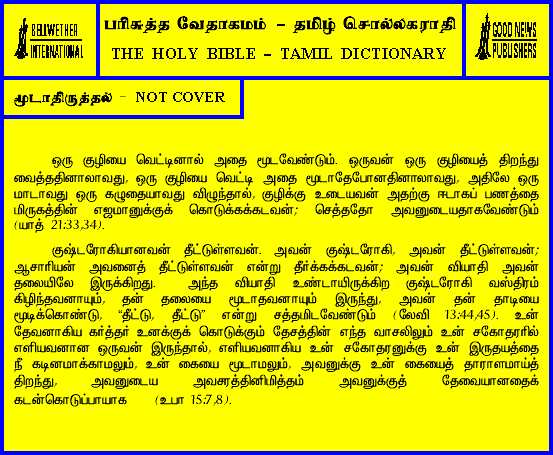 BELLWETHER
INTERNATIONAL
பரிசுத்த வேதாகமம் – தமிழ் சொல்லகராதி
THE HOLY BIBLE – TAMIL DICTIONARY
GOOD NEWS
PUBLISHERS
மூடாதிருத்தல் – NOT COVER
ஒரு குழியை வெட்டினால் அதை மூடவேண்டும். ஒருவன் ஒரு குழியைத் திறந்து
வைத்ததினாலாவது, ஒரு குழியை வெட்டி அதை மூடாதேபோனதினாலாவது, அதிலே ஒரு
மாடாவது ஒரு கழுதையாவது விழுந்தால், குழிக்கு உடையவன் அதற்கு ஈடாகப் பணத்தை
மிருகத்தின் எஜமானுக்குக் கொடுக்கக்கடவன்; செத்ததோ அவனுடையதாகவேண்டும்
(யாத் 21:33,34).
குஷ்டரோகியானவன் தீட்டுள்ளவன். அவன் குஷ்டரோகி, அவன் தீட்டுள்ளவன்;
ஆசாரியன் அவனைத் தீட்டுள்ளவன் என்று தீர்க்கக்கடவன்; அவன் வியாதி அவன்
தலையிலே இருக்கிறது. அந்த வியாதி உண்டாயிருக்கிற குஷ்டரோகி வஸ்திரம்
கிழிந்தவனாயும், தன் தலையை மூடாதவனாயும் இருந்து, அவன் தன் தாடியை
மூடிக்கொண்டு, “தீட்டு, தீட்டு” என்று சத்தமிடவேண்டும் (லேவி 13:44,45). உன்
தேவனாகிய கர்த்தர் உனக்குக் கொடுக்கும் தேசத்தின் எந்த வாசலிலும் உன் சகோதரரில்
எளியவனான ஒருவன் இருந்தால், எளியவனாகிய உன் சகோதரனுக்கு உன் இருதயத்தை
நீ கடினமாக்காமலும், உன் கையை மூடாமலும், அவனுக்கு உன் கையைத் தாராளமாய்த்
திறந்து, அவனுடைய அவசரத்தினிமித்தம் அவனுக்குத் தேவையானதைக்
கடன்கொடுப்பாயாக (உபா 15:7,8).